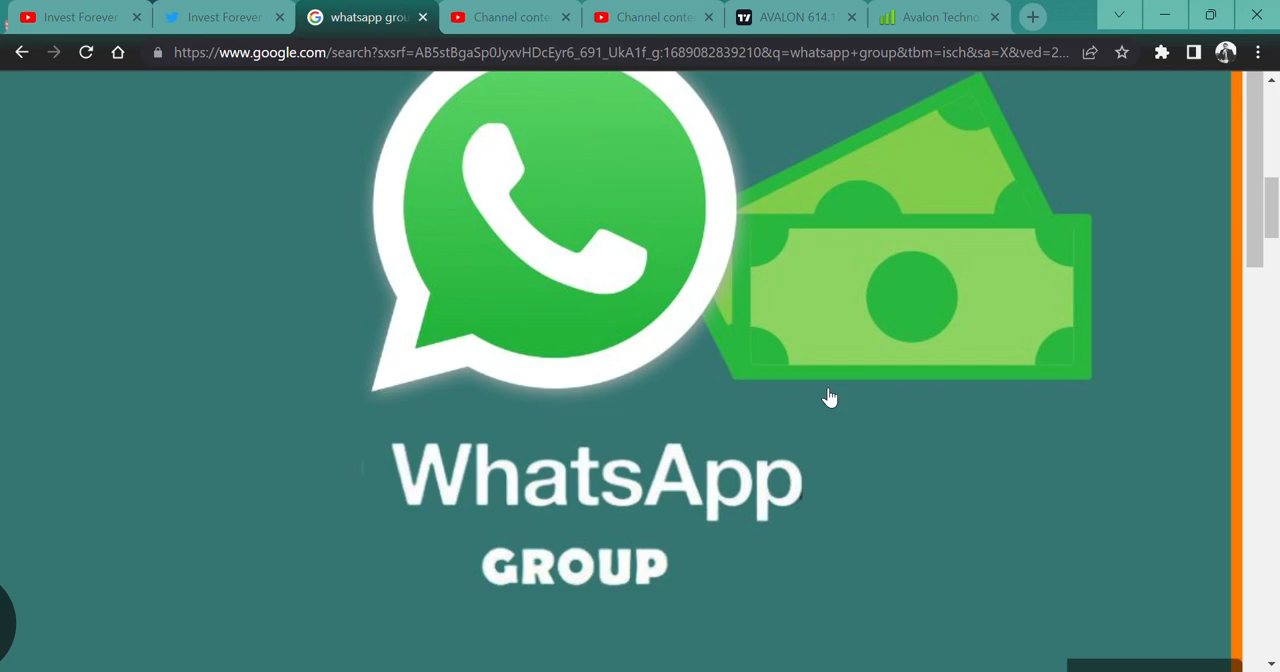 Invest Forever
Invest Forever
whatsapp grou
Channel conte
Channel conte
AVALON 614.1
Avalon Techno
https://www.google.com/search?sxsrf=AB5stBgaSp0JyxvHDcEyr6_691_UkA1f_g:1689082839210&q=whatsapp+group&tbm=isch&sa=X&ved=2...
WhatsApp
GROUP